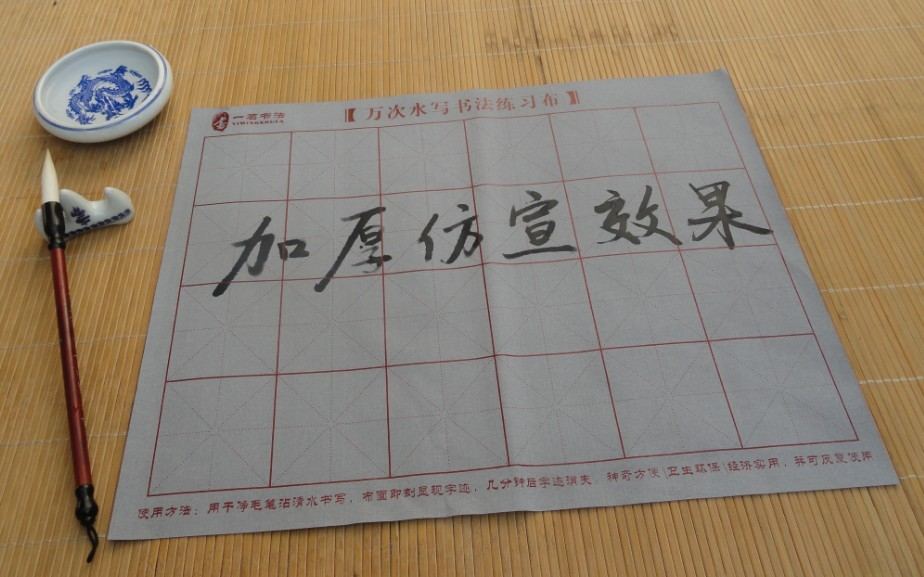 一茗书法
YIMINGSHUFA
【万次水写书法练习布】
加厚仿宣效果
使用方法：用干净毛笔沾清水书写，布面即刻呈现字迹，几分钟后字迹消失，神奇方便（卫生环保）经济实用，并可反复使用